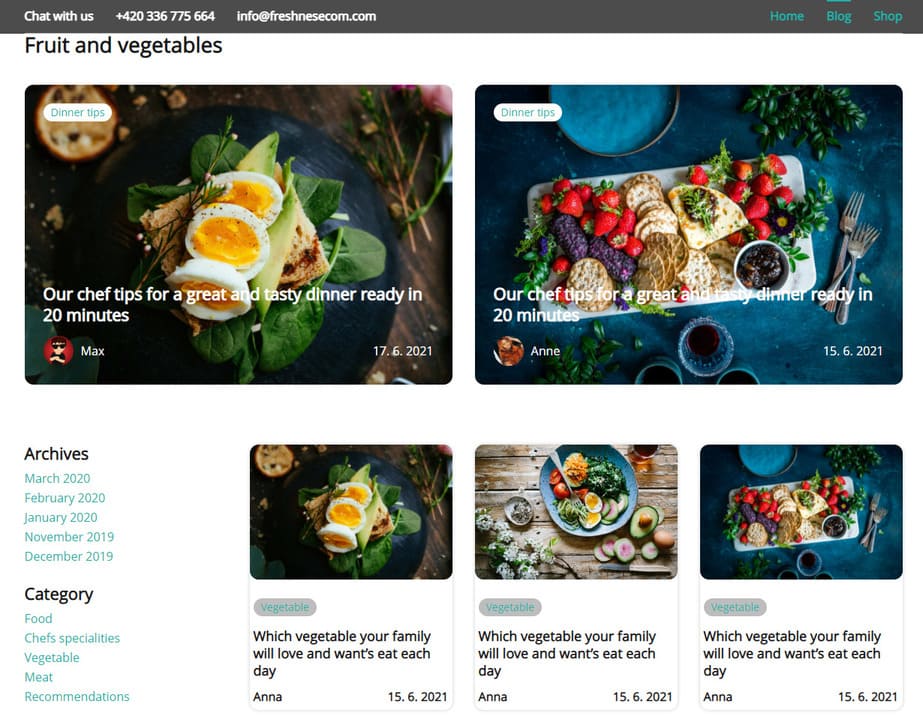 Chat with us +420 336 775 664 info@freshnesecom.com Home Blog Shop
Fruit and vegetables
Dinner tips
Our chef tips for a great and tasty dinner ready in
20 minutes
Max 17. 6. 2021
Dinner tips
Our chef tips for a great and tasty dinner ready in
20 minutes
Anne 15. 6. 2021
Archives
March 2020
February 2020
January 2020
November 2019
December 2019
Category
Food
Chefs specialities
Vegetable
Meat
Recommendations
Vegetable
Which vegetable your family
will love and want's eat each
day
Anna 15. 6. 2021
Vegetable
Which vegetable your family
will love and want's eat each
day
Anna 15. 6. 2021
Vegetable
Which vegetable your family
will love and want's eat each
day
Anna 15. 6. 2021